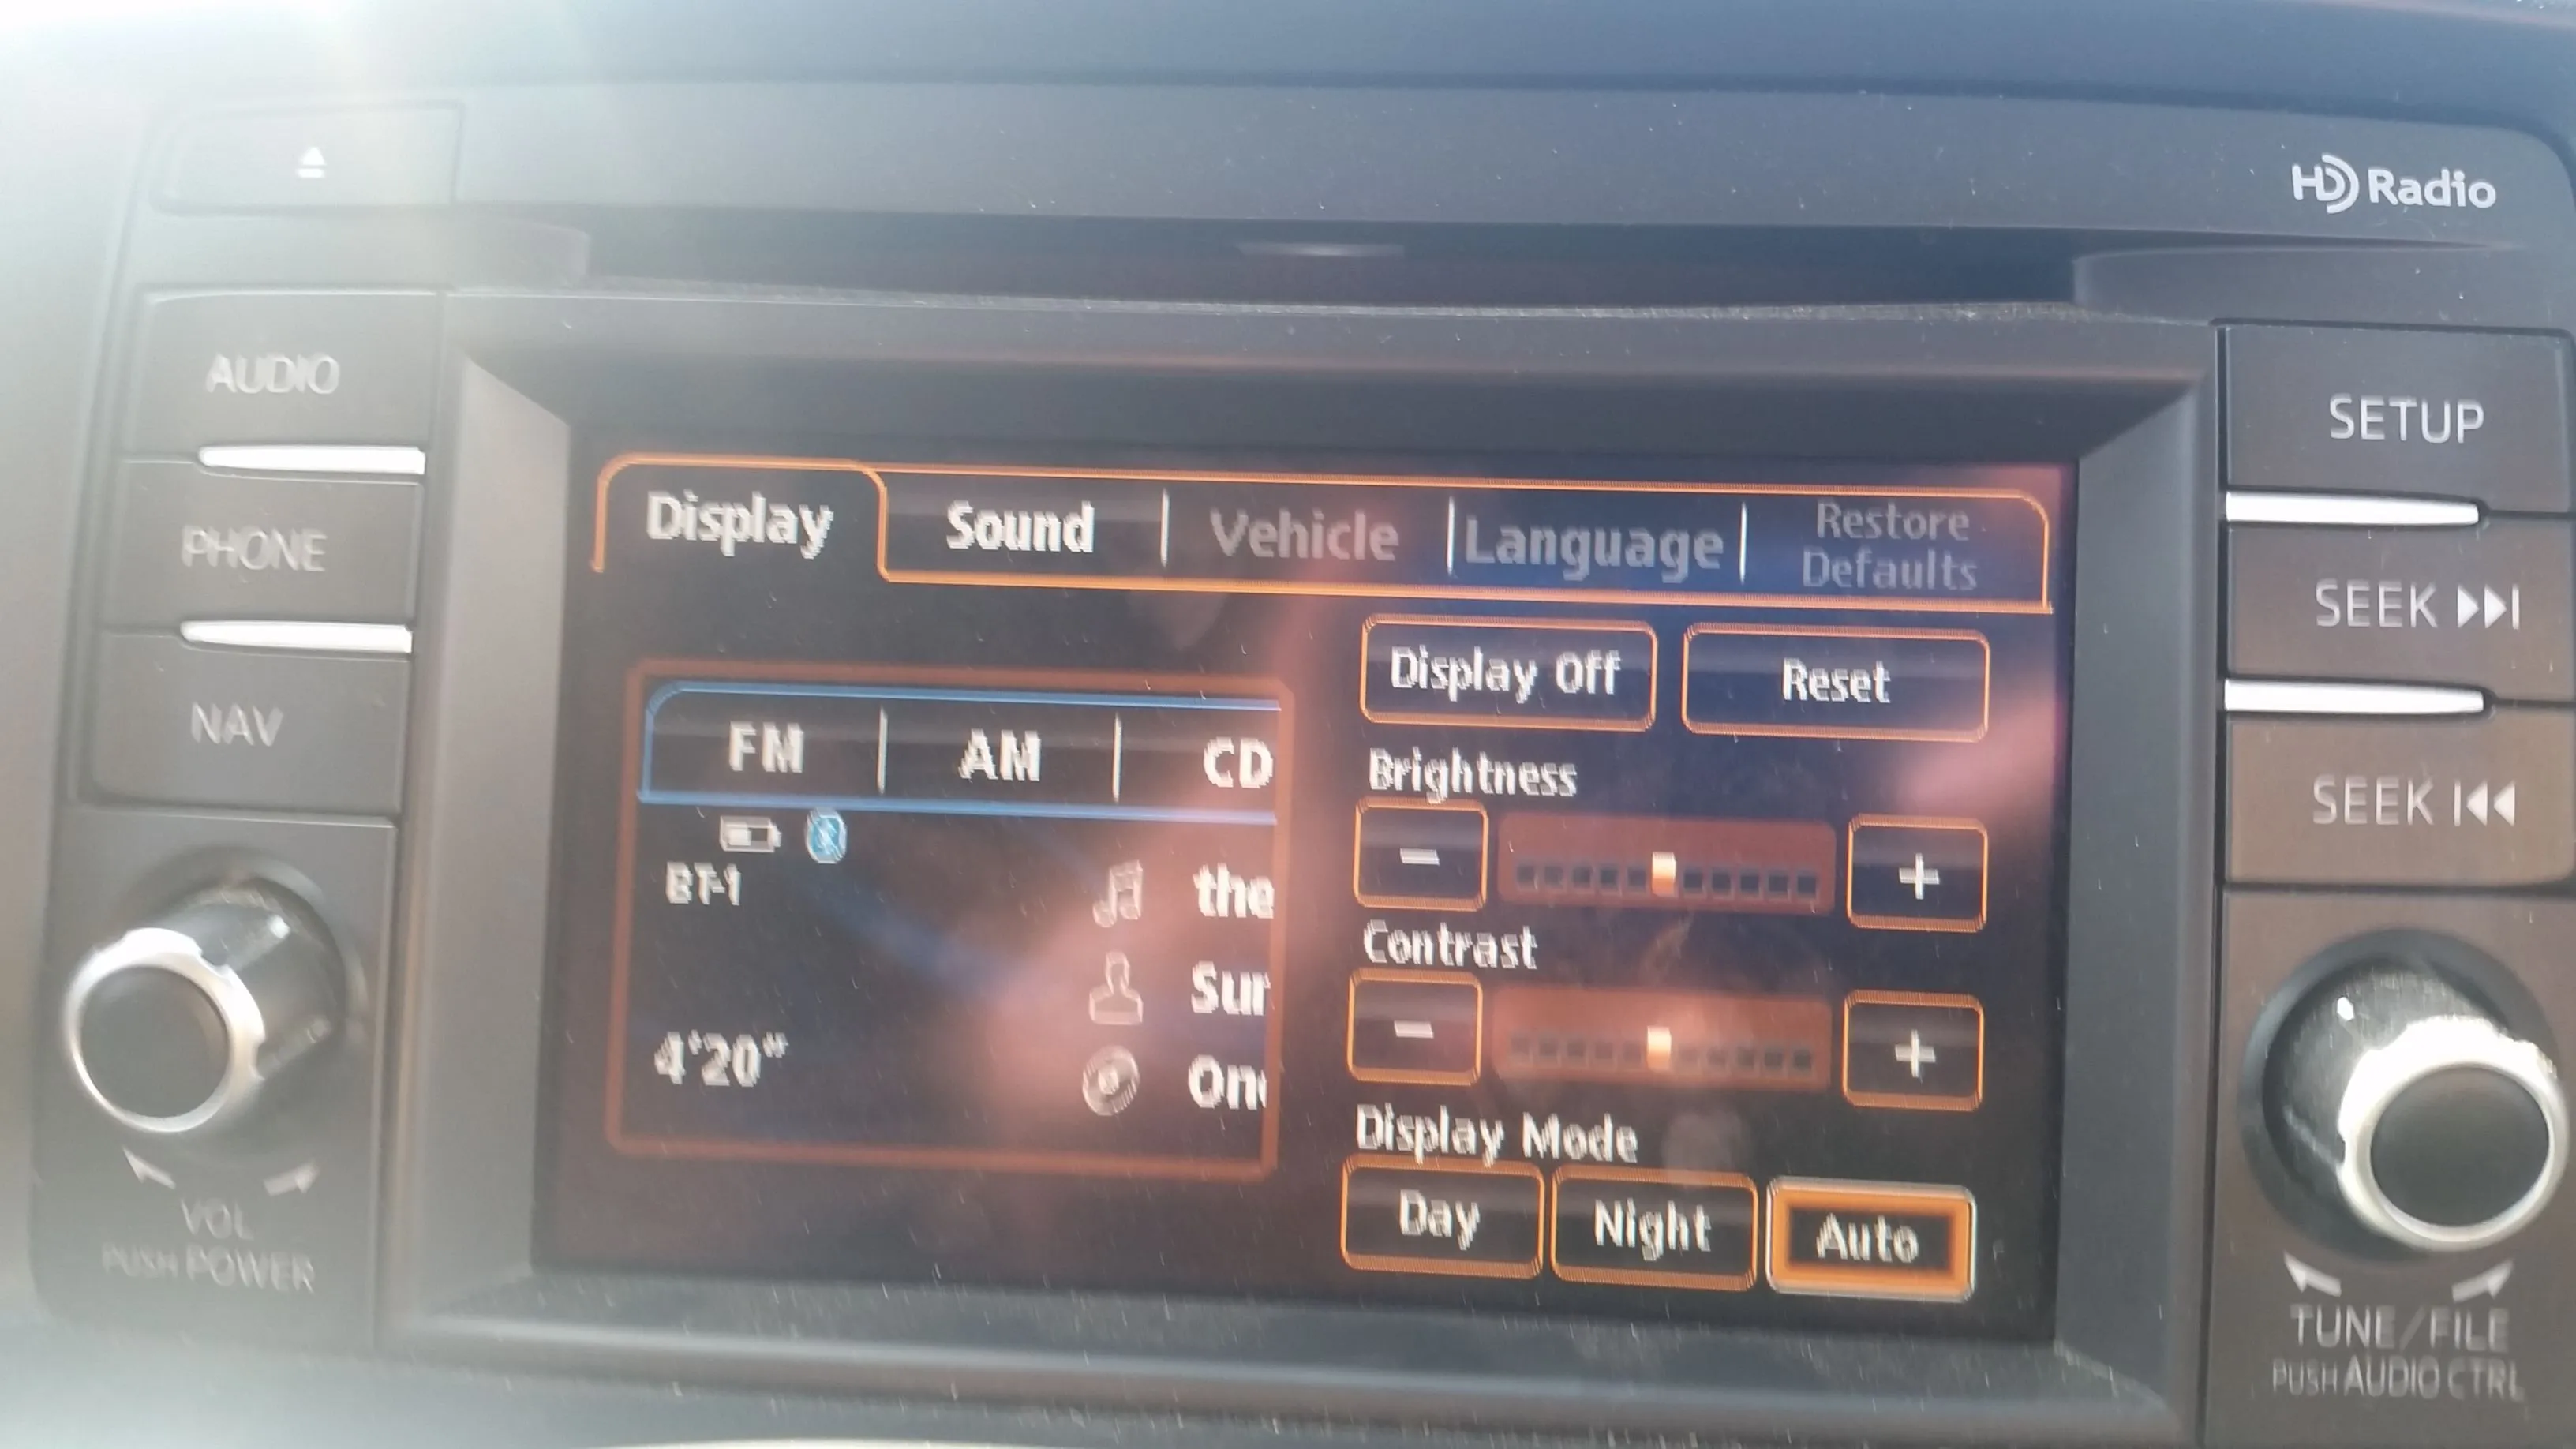 HD Radio
AUDIO
PHONE
NAV
VOL
PUSH POWER
Display
Sound
Vehicle
Language
Restore
Defaults
FM
AM
CD
BT-1
the
Sur
4'20"
Display Off
Reset
Brightness
-
+
Contrast
-
+
Display Mode
Day
Night
Auto
SETUP
SEEK
SEEK
TUNE/FILE
PUSH AUDIO CTRL